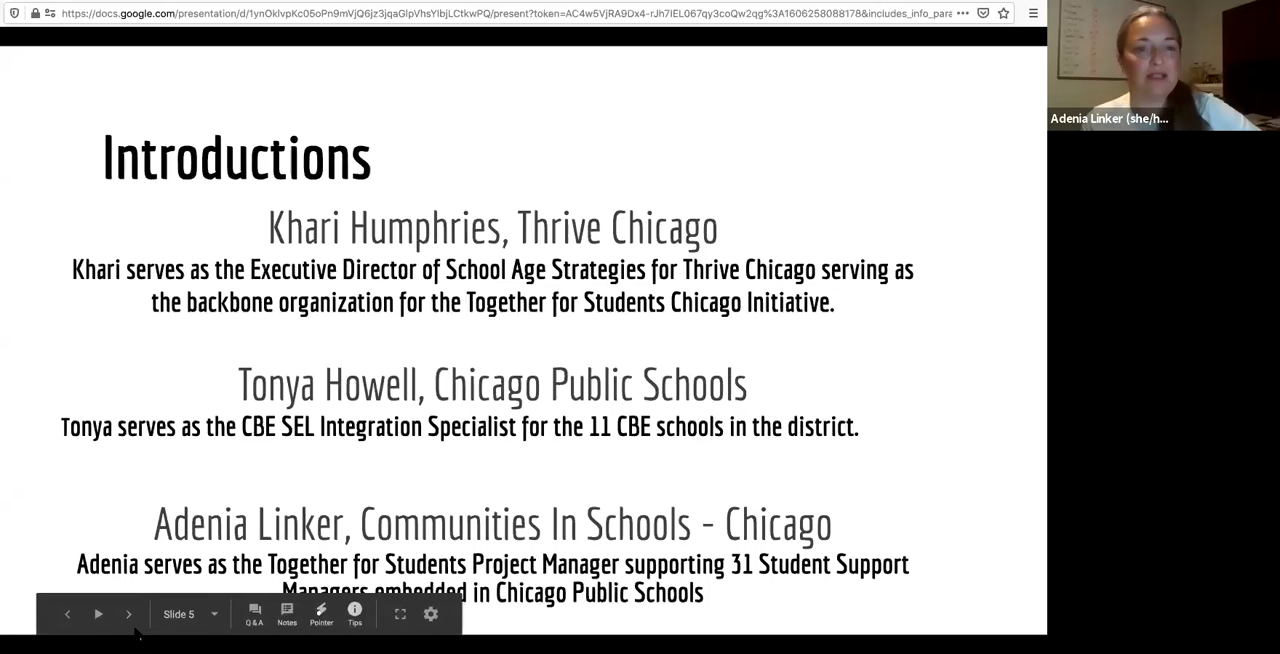 https://docs.google.com/presentation/d/1ynOklvpKc05oPn9mVjQ6jz3jqaGlpVhsYlbjLCtkwPQ/present?token=AC4w5VjRA9Dx4-rJh7lEL067qy3coQw2qg%3A1606258088178&includes_info_para
Adenia Linker (she/h...
Introductions
Khari Humphries, Thrive Chicago
Khari serves as the Executive Director of School Age Strategies for Thrive Chicago serving as
the backbone organization for the Together for Students Chicago Initiative.
Tonya Howell, Chicago Public Schools
Tonya serves as the CBE SEL Integration Specialist for the 11 CBE schools in the district.
Adenia Linker, Communities In Schools - Chicago
Adenia serves as the Together for Students Project Manager supporting 31 Student Support
Managers embedded in Chicago Public Schools
Slide 5
Q & A
Notes
Pointer
Tips